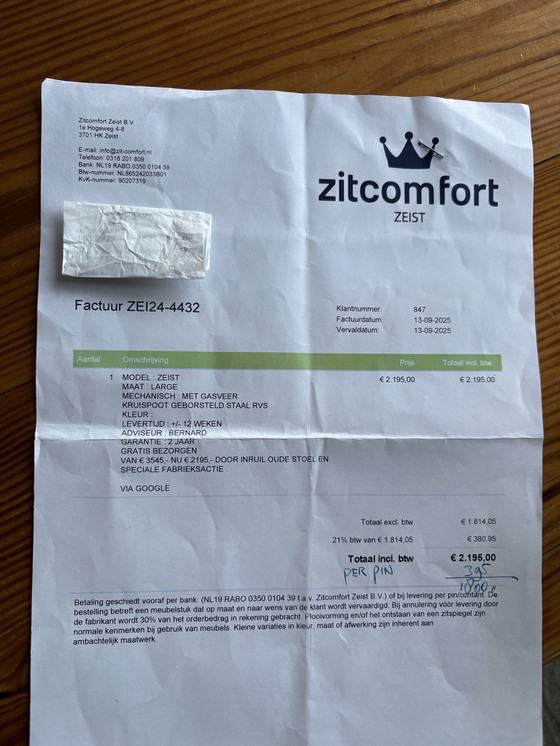 Zitcomfort Zeist B.V.
1e Hogeweg 4-8
3701 HK Zeist
E-mail: info@zit-comfort.nl
Telefoon: 0318 201 809
Bank: NL19 RABO 0350 0104 39
Btw-nummer: NL865242033B01
KvK-nummer: 90207319
zitcomfort
ZEIST
Factuur ZEI24-4432
Klantnummer: 847
Factuurdatum: 13-09-2025
Vervaldatum: 13-09-2025
Aantal Omschrijving Prijs Totaal incl. btw
1 MODEL : ZEIST € 2.195,00 € 2.195,00
MAAT : LARGE
MECHANISCH : MET GASVEER
KRUISPOOT GEBORSTELD STAAL RVS
KLEUR :
LEVERTIJD : +/- 12 WEKEN
ADVISEUR : BERNARD
GARANTIE : 2 JAAR
GRATIS BEZORGEN
VAN € 3545,- NU € 2195,- DOOR INRUIL OUDE STOEL EN
SPECIALE FABRIEKSACTIE
VIA GOOGLE
Totaal excl. btw € 1.814,05
21% btw van € 1.814,05 € 380,95
Totaal incl. btw € 2.195,00
PER PIN 395
1800,-
Betaling geschiedt vooraf per bank: (NL19 RABO 0350 0104 39 t.a.v. Zitcomfort Zeist B.V.) of bij levering per pin/contant. De
bestelling betreft een meubelstuk dat op maat en naar wens van de klant wordt vervaardigd. Bij annulering vóór levering door
de fabrikant wordt 30% van het orderbedrag in rekening gebracht. Plooivorming en/of het ontstaan van een zitspiegel zijn
normale kenmerken bij gebruik van meubels. Kleine variaties in kleur, maat of afwerking zijn inherent aan
ambachtelijk maatwerk.